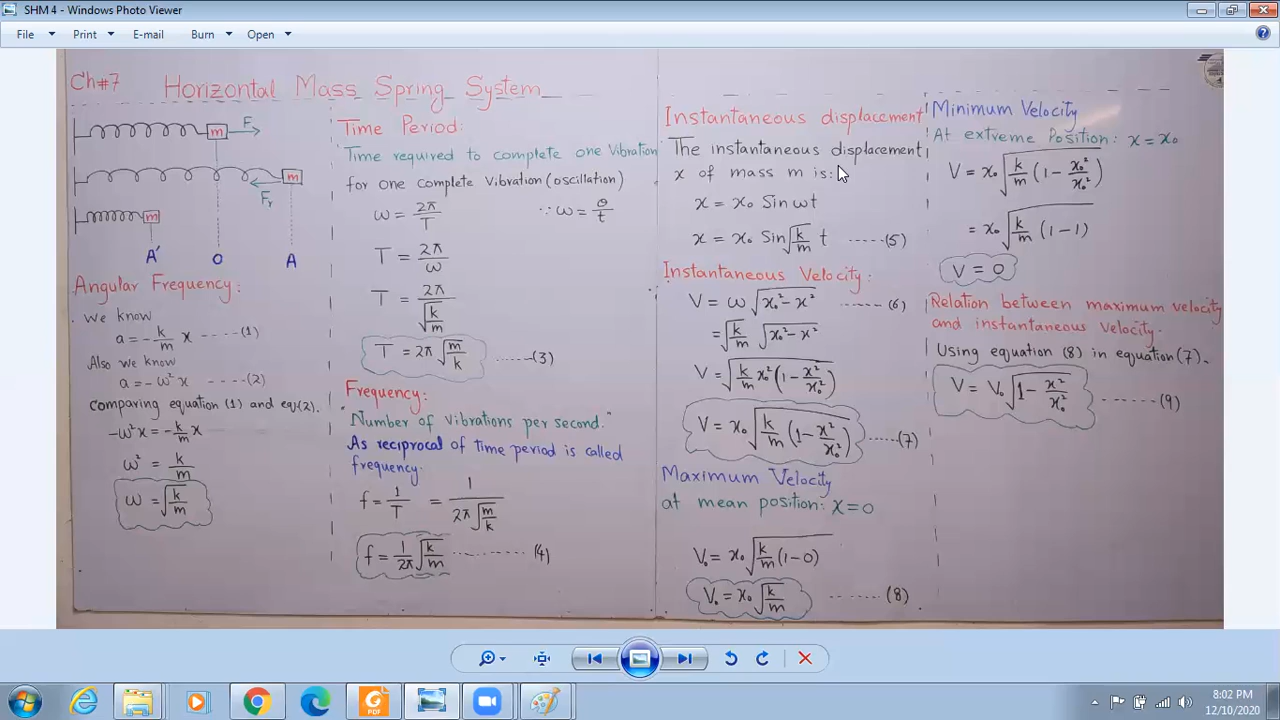 SHM 4 - Windows Photo Viewer
File Print E-mail Burn Open
Ch#7 Horizontal Mass Spring System
m F
m
Fr
m
A' O A
Angular Frequency:
We know
a = -k/m x ----(1)
Also we know
a = -ω² x ----(2)
comparing equation (1) and eq(2).
-ω²x = -k/m x
ω² = k/m
ω = √(k/m)
Time Period:
Time required to complete one Vibration
for one complete Vibration (oscillation)
ω = 2π/T ∵ ω = θ/t
T = 2π/ω
T = 2π/√(k/m)
T = 2π √(m/k) ------(3)
Frequency:
"Number of vibrations per second."
As reciprocal of time period is called
frequency.
f = 1/T = 1/(2π√(m/k))
f = 1/2π √(k/m) ---------- (4)
Instantaneous displacement
The instantaneous displacement
x of mass m is:
x = x₀ Sin ωt
x = x₀ Sin√(k/m) t -----(5)
Instantaneous Velocity:
V = ω √(x₀² - x²) ------(6)
= √(k/m) √(x₀² - x²)
V = √(k/m x₀² (1 - x²/x₀²))
V = x₀ √(k/m (1 - x²/x₀²)) -----(7)
Maximum Velocity
at mean position: x = 0
V₀ = x₀ √(k/m (1-0))
V₀ = x₀ √(k/m) -------(8)
Minimum Velocity
At extreme Position: x = x₀
V = x₀ √(k/m (1 - x₀²/x₀²))
= x₀ √(k/m (1-1))
V = 0
Relation between maximum velocity
and instantaneous velocity.
Using equation (8) in equation (7).
V = V₀ √(1 - x²/x₀²) -------(9)
PDF
8:02 PM
12/10/2020